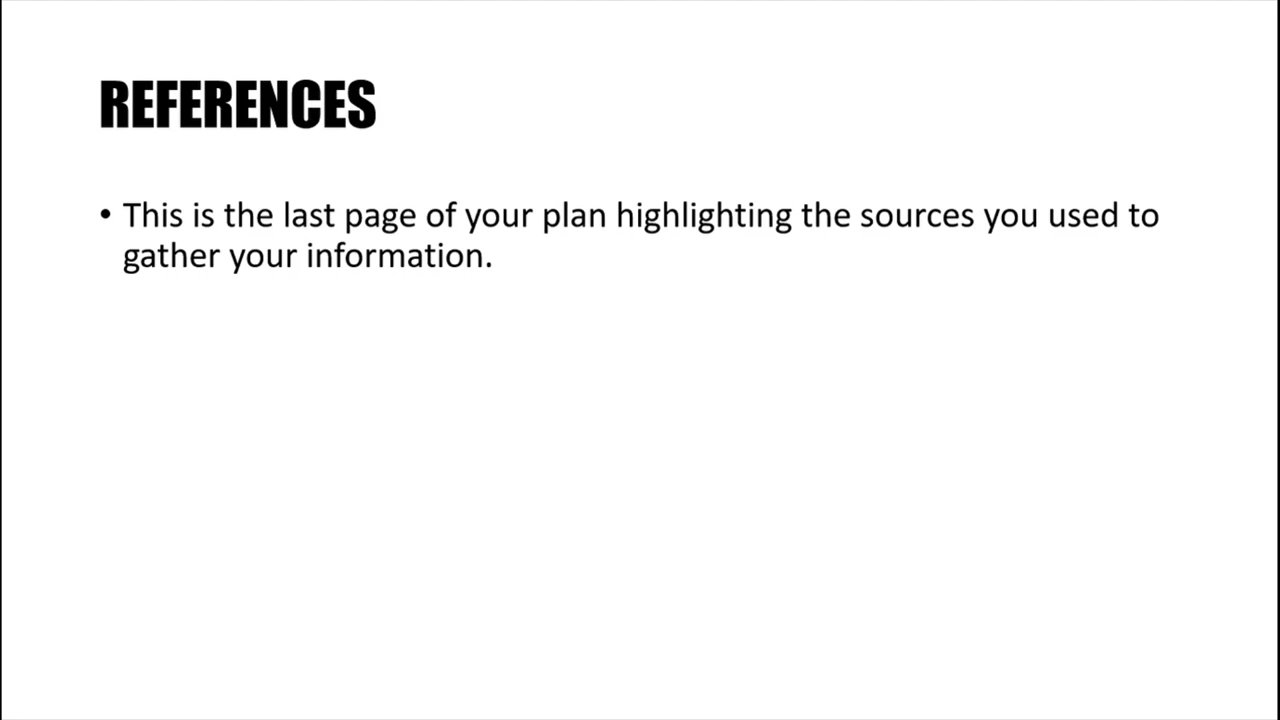 REFERENCES
• This is the last page of your plan highlighting the sources you used to
gather your information.